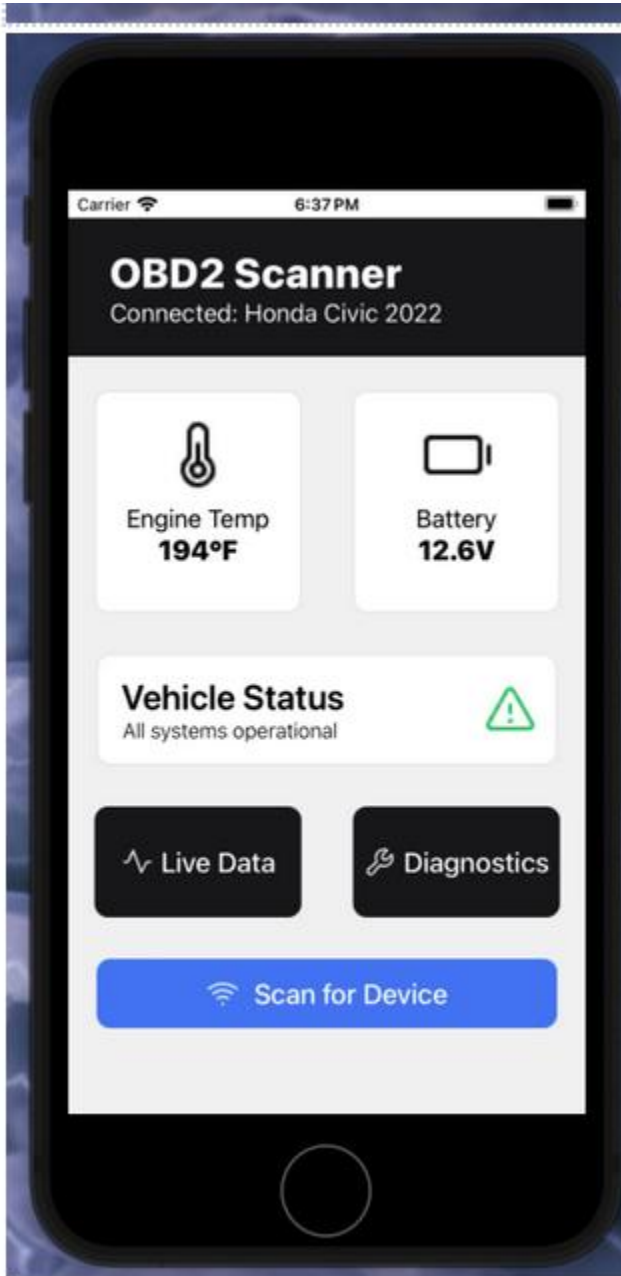 Carrier 6:37 PM
OBD2 Scanner
Connected: Honda Civic 2022
Engine Temp
194°F
Battery
12.6V
Vehicle Status
All systems operational
Live Data
Diagnostics
Scan for Device